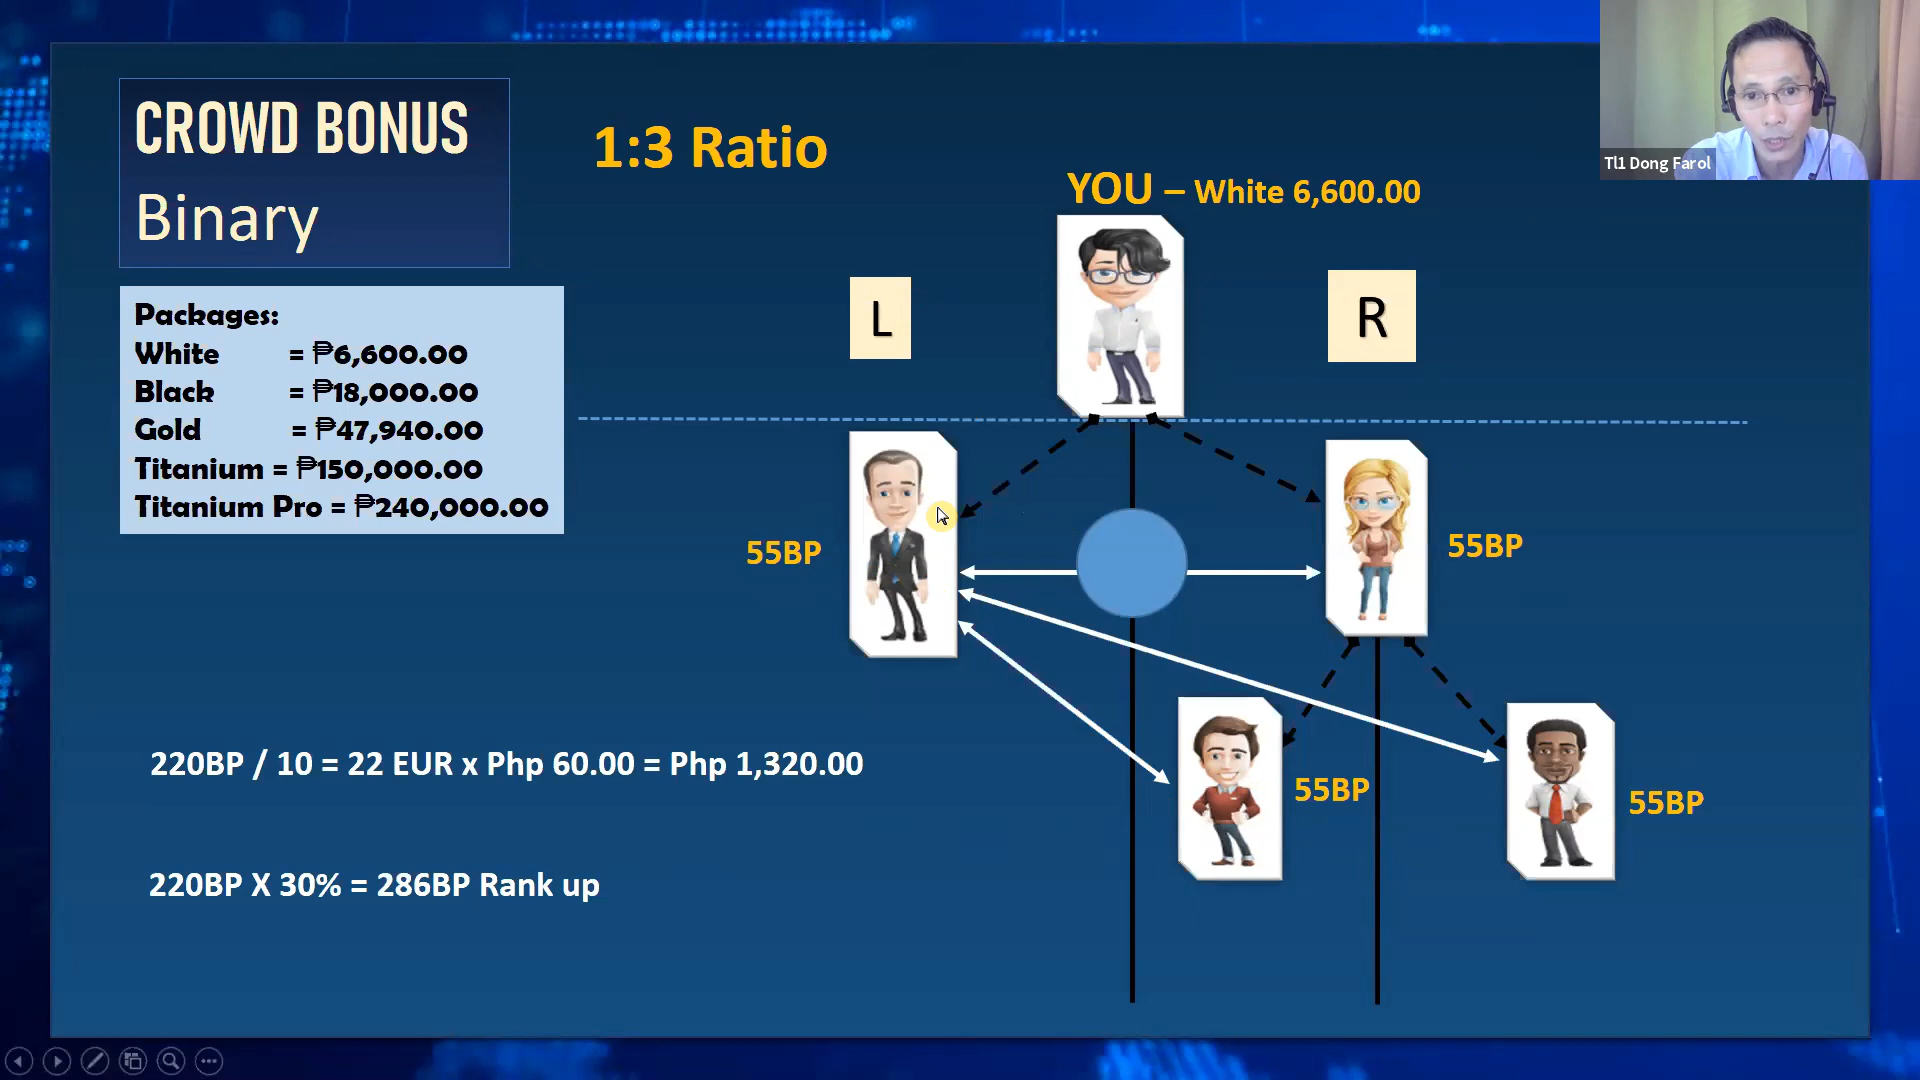 CROWD BONUS
Binary
1:3 Ratio
YOU – White 6,600.00
Tl1 Dong Farol
L
R
Packages:
White = ₱6,600.00
Black = ₱18,000.00
Gold = ₱47,940.00
Titanium = ₱150,000.00
Titanium Pro = ₱240,000.00
55BP
55BP
55BP
55BP
220BP / 10 = 22 EUR x Php 60.00 = Php 1,320.00
220BP X 30% = 286BP Rank up